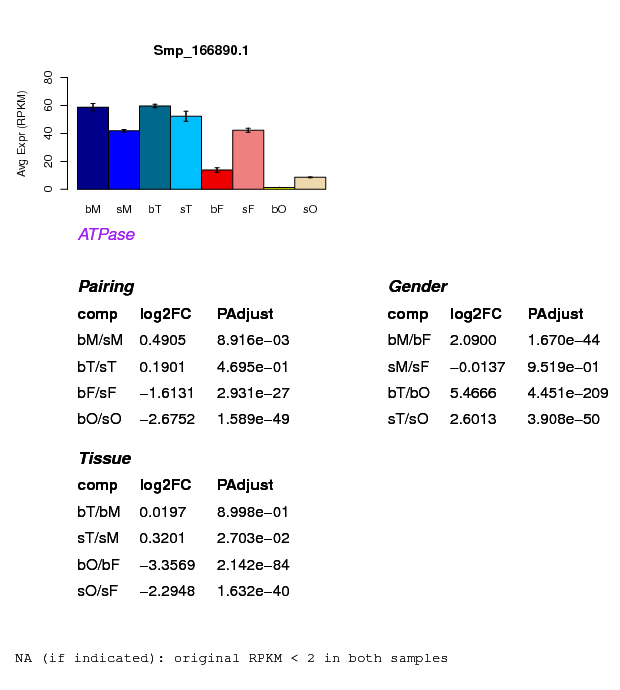 Smp_166890.1
Avg Expr (RPKM)
80
60
40
20
0
bM sM bT sT bF sF bO sO
ATPase
Pairing
comp log2FC PAdjust
bM/sM 0.4905 8.916e−03
bT/sT 0.1901 4.695e−01
bF/sF −1.6131 2.931e−27
bO/sO −2.6752 1.589e−49
Gender
comp log2FC PAdjust
bM/bF 2.0900 1.670e−44
sM/sF −0.0137 9.519e−01
bT/bO 5.4666 4.451e−209
sT/sO 2.6013 3.908e−50
Tissue
comp log2FC PAdjust
bT/bM 0.0197 8.998e−01
sT/sM 0.3201 2.703e−02
bO/bF −3.3569 2.142e−84
sO/sF −2.2948 1.632e−40
NA (if indicated): original RPKM < 2 in both samples